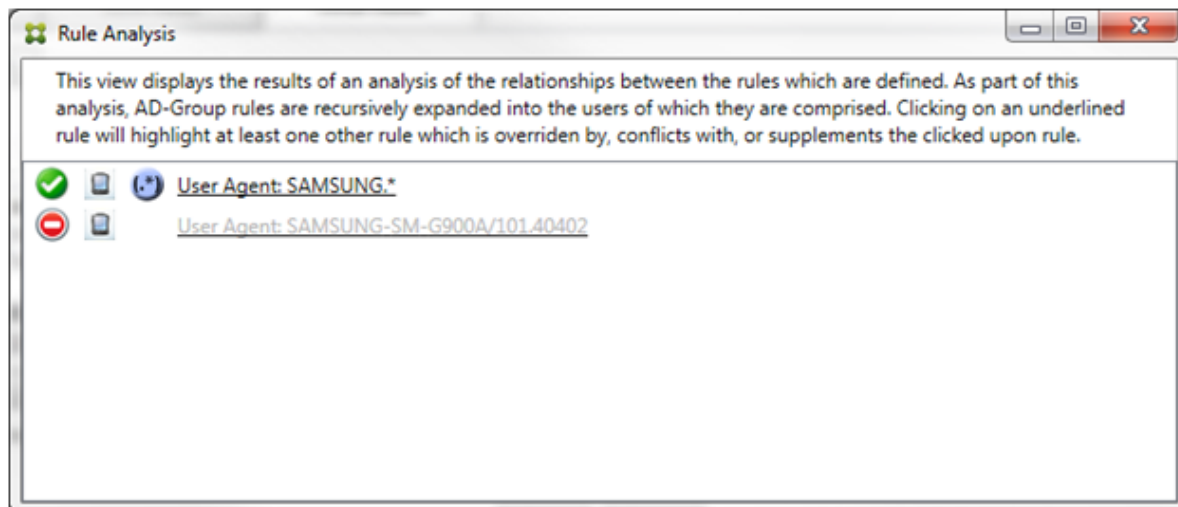 Rule Analysis
This view displays the results of an analysis of the relationships between the rules which are defined. As part of this
analysis, AD-Group rules are recursively expanded into the users of which they are comprised. Clicking on an underlined
rule will highlight at least one other rule which is overriden by, conflicts with, or supplements the clicked upon rule.
(.*) User Agent: SAMSUNG.*
User Agent: SAMSUNG-SM-G900A/101.40402